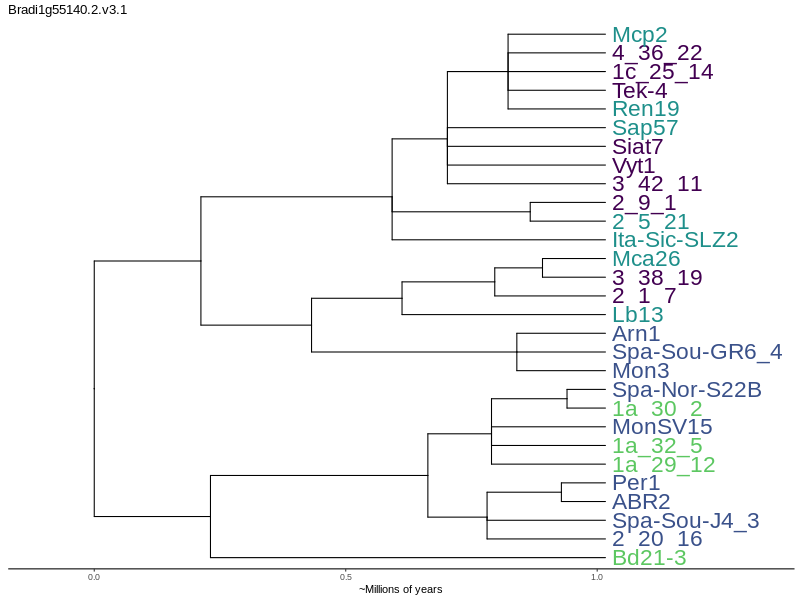 Bradi1g55140.2.v3.1
Mcp2
4_36_22
1c_25_14
Tek-4
Ren19
Sap57
Siat7
Vyt1
3_42_11
2_9_1
2_5_21
Ita-Sic-SLZ2
Mca26
3_38_19
2_1_7
Lb13
Arn1
Spa-Sou-GR6_4
Mon3
Spa-Nor-S22B
1a_30_2
MonSV15
1a_32_5
1a_29_12
Per1
ABR2
Spa-Sou-J4_3
2_20_16
Bd21-3
0.0 0.5 1.0
~Millions of years